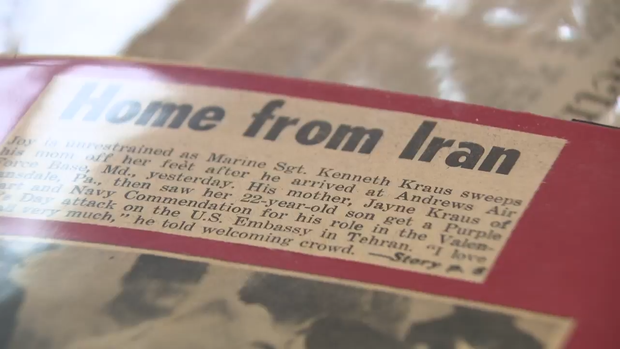 Home from Iran
Joy is unrestrained as Marine Sgt. Kenneth Kraus sweeps
his mom off her feet after he arrived at Andrews Air
Force Base, Md., yesterday. His mother, Jayne Kraus of
Lansdale, Pa., then saw her 22-year-old son get a Purple
Heart and Navy Commendation for his role in the Valen-
tine Day attack on the U.S. Embassy in Tehran. "I love
very much," he told welcoming crowd. —Story p. 5